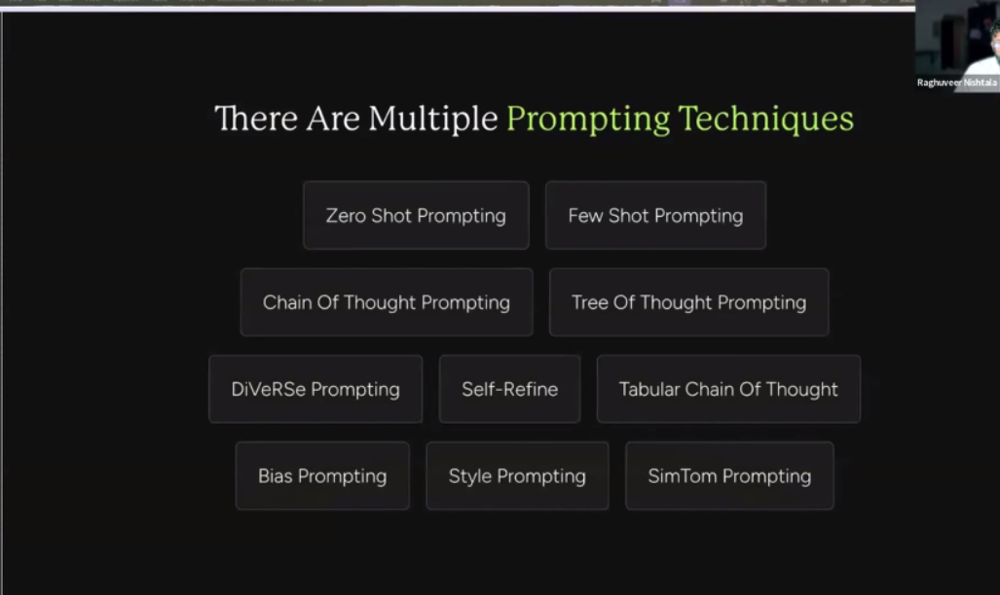 Raghuveer Nishtala
There Are Multiple Prompting Techniques
Zero Shot Prompting
Few Shot Prompting
Chain Of Thought Prompting
Tree Of Thought Prompting
DiVeRSe Prompting
Self-Refine
Tabular Chain Of Thought
Bias Prompting
Style Prompting
SimTom Prompting